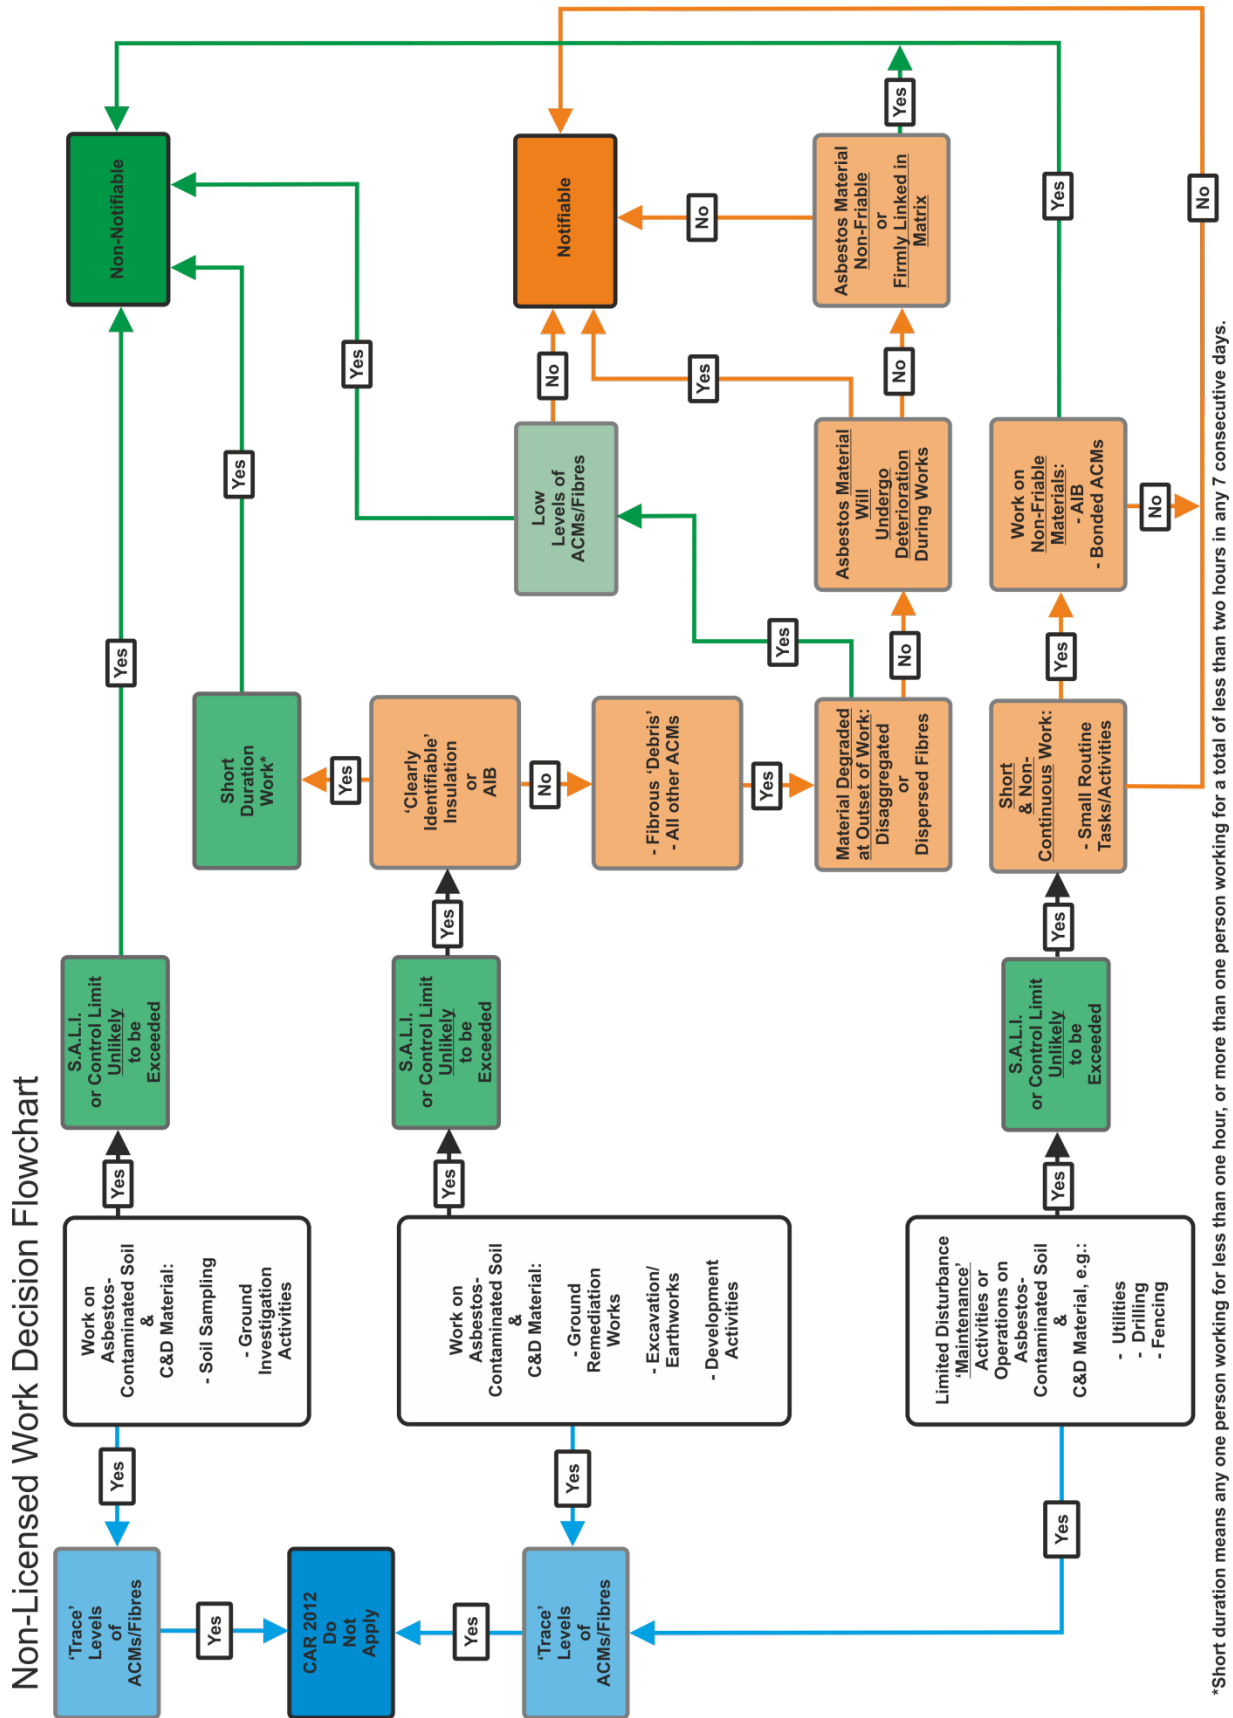 Non-Licensed Work Decision Flowchart
‘Trace’
Levels
of
ACMs/Fibres
Yes
Yes
CAR 2012
Do
Not
Apply
Yes
‘Trace’
Levels
of
ACMs/Fibres
Yes
Yes
Work on
Asbestos-
Contaminated Soil
&
C&D Material:
- Soil Sampling
- Ground
Investigation
Activities
Yes
Work on
Asbestos-
Contaminated Soil
&
C&D Material:
- Ground
Remediation
Works
- Excavation/
Earthworks
- Development
Activities
Yes
Limited Disturbance
‘Maintenance’
Activities or
Operations on
Asbestos-
Contaminated Soil
&
C&D Material, e.g.:
- Utilities
- Drilling
- Fencing
Yes
S.A.L.I.
or Control Limit
Unlikely
to be
Exceeded
Yes
S.A.L.I.
or Control Limit
Unlikely
to be
Exceeded
Yes
S.A.L.I.
or Control Limit
Unlikely
to be
Exceeded
Yes
Short
Duration
Work*
Yes
Yes
‘Clearly
Identifiable’
Insulation
or
AIB
No
- Fibrous ‘Debris’
- All other ACMs
Yes
Material Degraded
at Outset of Work:
Disaggregated
or
Dispersed Fibres
Yes
No
Short
& Non-
Continuous Work:
- Small Routine
Tasks/Activities
Yes
Low
Levels of
ACMs/Fibres
Yes
No
Asbestos Material
Will
Undergo
Deterioration
During Works
Yes
No
Work on
Non-Friable
Materials:
- AIB
- Bonded ACMs
No
Yes
Non-Notifiable
Notifiable
No
Asbestos Material
Non-Friable
or
Firmly Linked in
Matrix
Yes
No
*Short duration means any one person working for less than one hour, or more than one person working for a total of less than two hours in any 7 consecutive days.